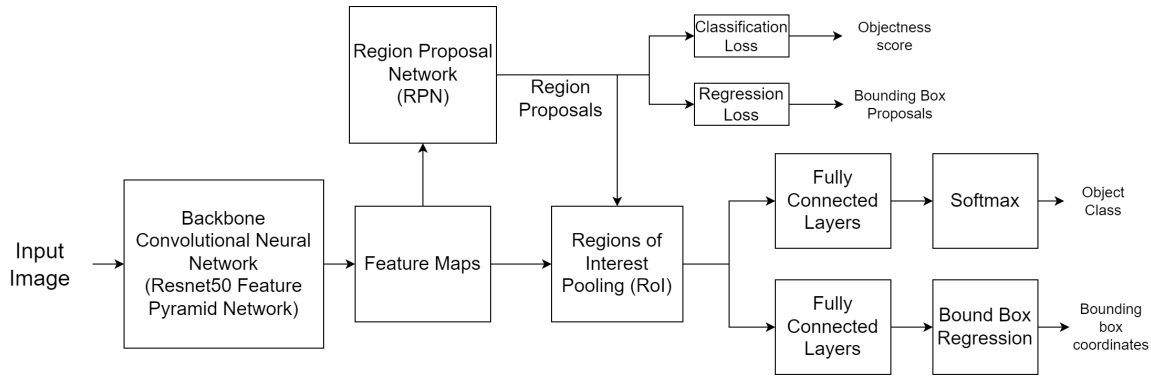 Region Proposal
Network
(RPN)
Region
Proposals
Classification
Loss
Objectness
score
Regression
Loss
Bounding Box
Proposals
Input
Image
Backbone
Convolutional Neural
Network
(Resnet50 Feature
Pyramid Network)
Feature Maps
Regions of
Interest
Pooling (RoI)
Fully
Connected
Layers
Softmax
Object
Class
Fully
Connected
Layers
Bound Box
Regression
Bounding
box
coordinates